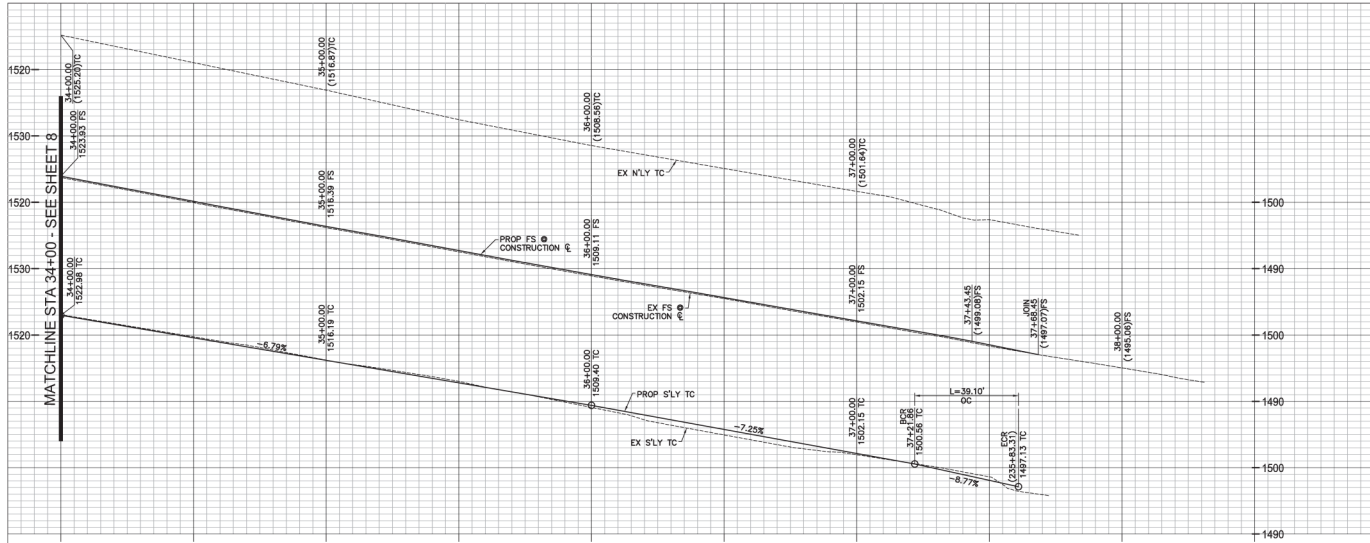 34+00.00
(1525.20)TC
35+00.00
(1516.87)TC
36+00.00
(1508.56)TC
37+00.00
(1501.64)TC
EX N'LY TC
1520
1530
1520
1530
1520
MATCHLINE STA 34+00 - SEE SHEET 8
34+00.00
1523.93 FS
35+00.00
1516.39 FS
PROP FS @
CONSTRUCTION ℄
36+00.00
1509.11 FS
EX FS @
CONSTRUCTION ℄
37+00.00
1502.15 FS
37+43.45
(1499.08)FS
JOIN
37+68.45
(1497.07)FS
38+00.00
(1495.06)FS
34+00.00
1522.98 TC
-6.79%
35+00.00
1516.19 TC
36+00.00
1509.40 TC
PROP S'LY TC
EX S'LY TC
-7.25%
37+00.00
1502.15 TC
BCR
37+21.86
1500.56 TC
L=39.10'
OC
-8.77%
ECR
(235+83.31)
1497.13 TC
1500
1490
1500
1490
1500
1490